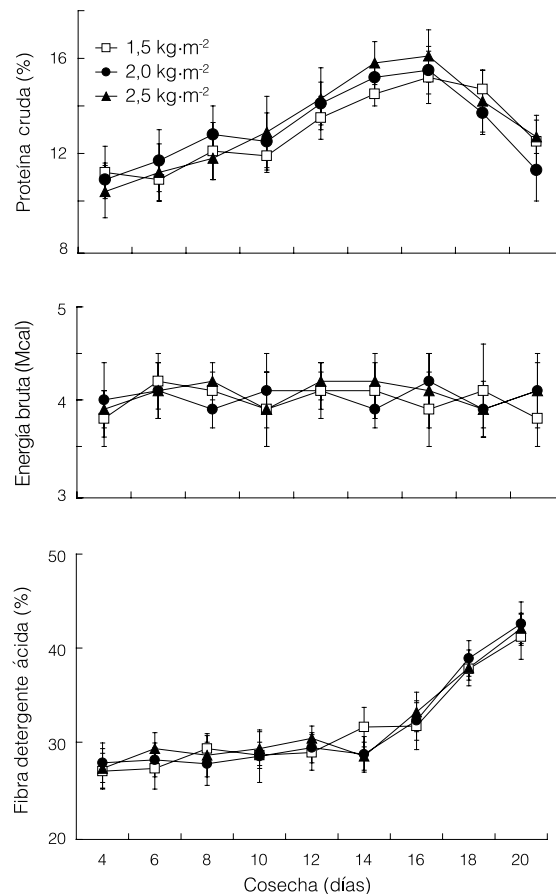 16
1,5 kg·m-2
2,0 kg·m-2
2,5 kg·m-2
12
8
Proteína cruda (%)
5
4
3
Energía bruta (Mcal)
50
40
30
20
Fibra detergente ácida (%)
4 6 8 10 12 14 16 18 20
Cosecha (días)